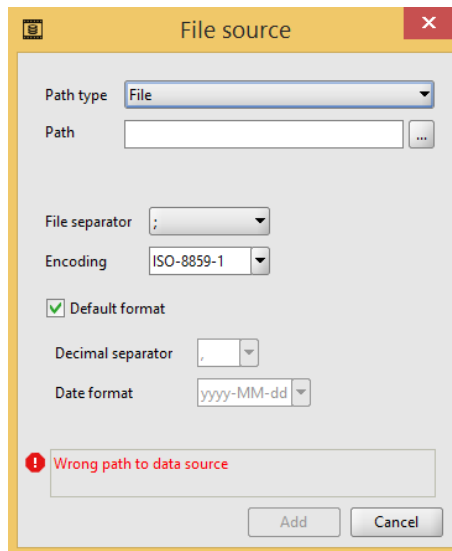 File source
Path type File
Path ...
File separator ;
Encoding ISO-8859-1
Default format
Decimal separator ,
Date format yyyy-MM-dd
Wrong path to data source
Add Cancel